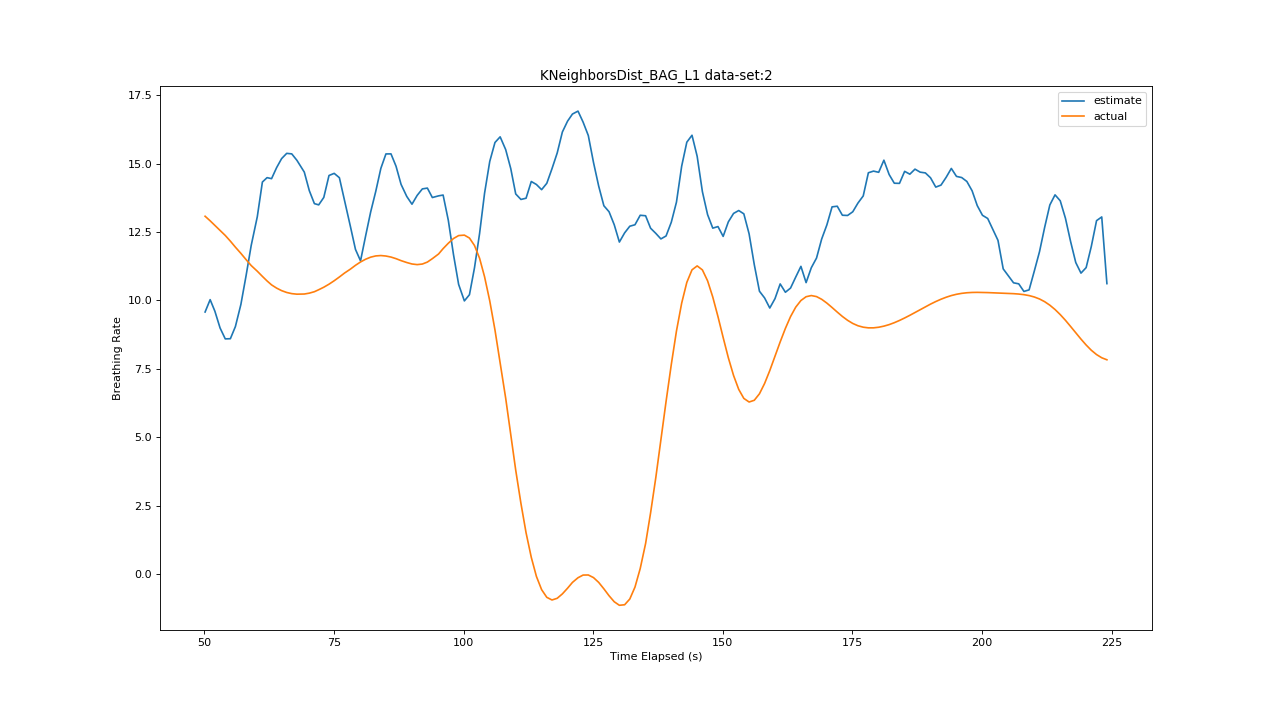 KNeighborsDist_BAG_L1 data-set:2
estimate
actual
Breathing Rate
17.5
15.0
12.5
10.0
7.5
5.0
2.5
0.0
50 75 100 125 150 175 200 225
Time Elapsed (s)